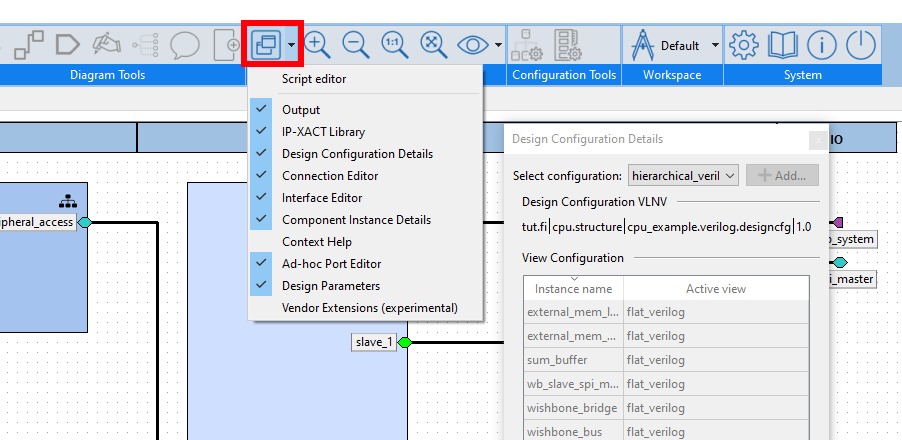 1:1
Default
Diagram Tools
Configuration Tools
Workspace
System
Script editor
Output
IP-XACT Library
Design Configuration Details
Connection Editor
Interface Editor
Component Instance Details
Context Help
Ad-hoc Port Editor
Design Parameters
Vendor Extensions (experimental)
ipheral_access
slave_1
IO
Design Configuration Details
x
Select configuration:
hierarchical_veril
Add...
Design Configuration VLNV
tut.fi|cpu.structure|cpu_example.verilog.designcfg|1.0
View Configuration
Instance name
Active view
external_mem_l...
flat_verilog
external_mem_...
flat_verilog
sum_buffer
flat_verilog
wb_slave_spi_m...
flat_verilog
wishbone_bridge
flat_verilog
wishbone_bus
flat_verilog
_system
i_master